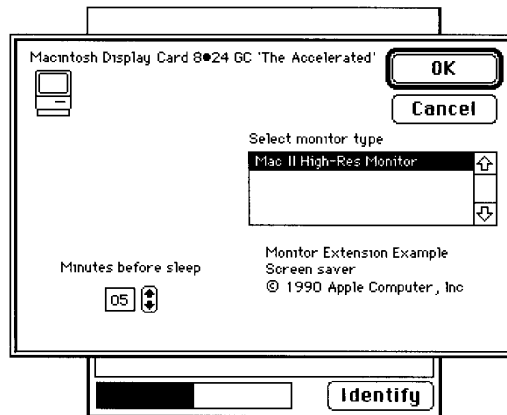 Macintosh Display Card 8●24 GC 'The Accelerated'
OK
Cancel
Select monitor type
Mac II High-Res Monitor
Minutes before sleep
05
Monitor Extension Example
Screen saver
© 1990 Apple Computer, Inc
Identify